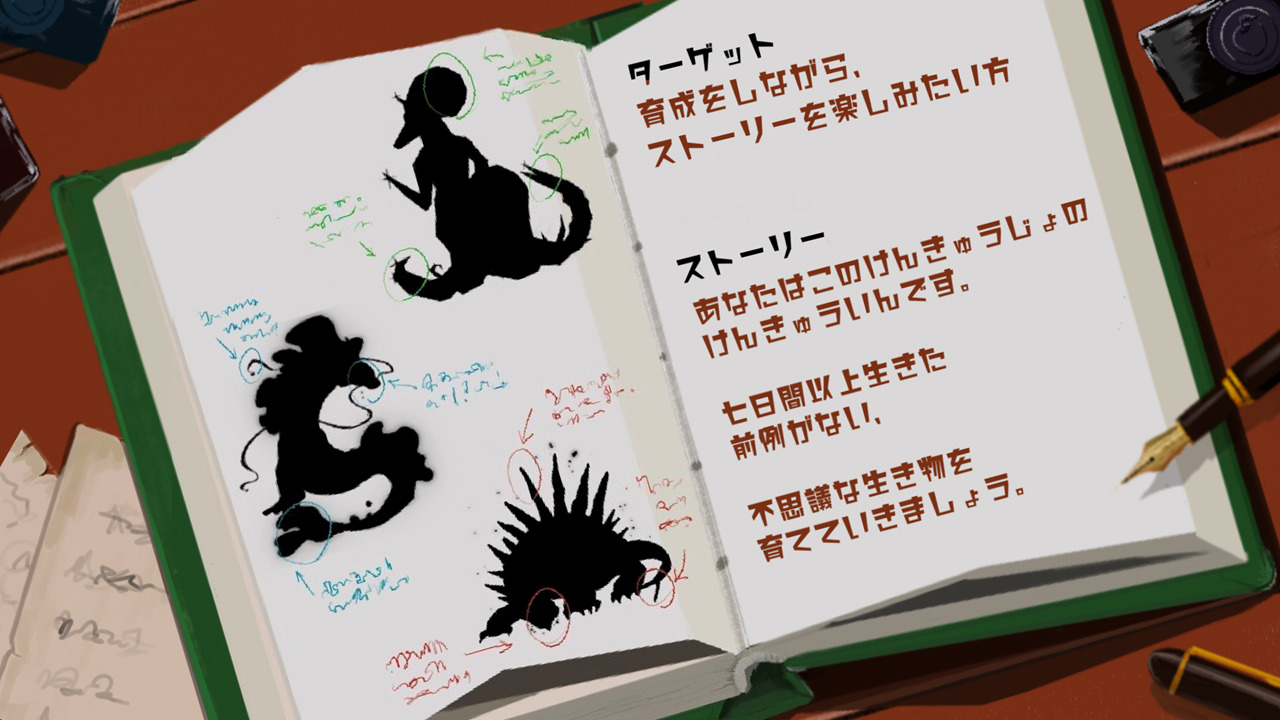 ターゲット
育成をしながら、
ストーリーを楽しみたい方
ストーリー
あなたはこのけんきゅうじょの
けんきゅういんです。
七日間以上生きた
前例がない、
不思議な生き物を
育てていきましょう。